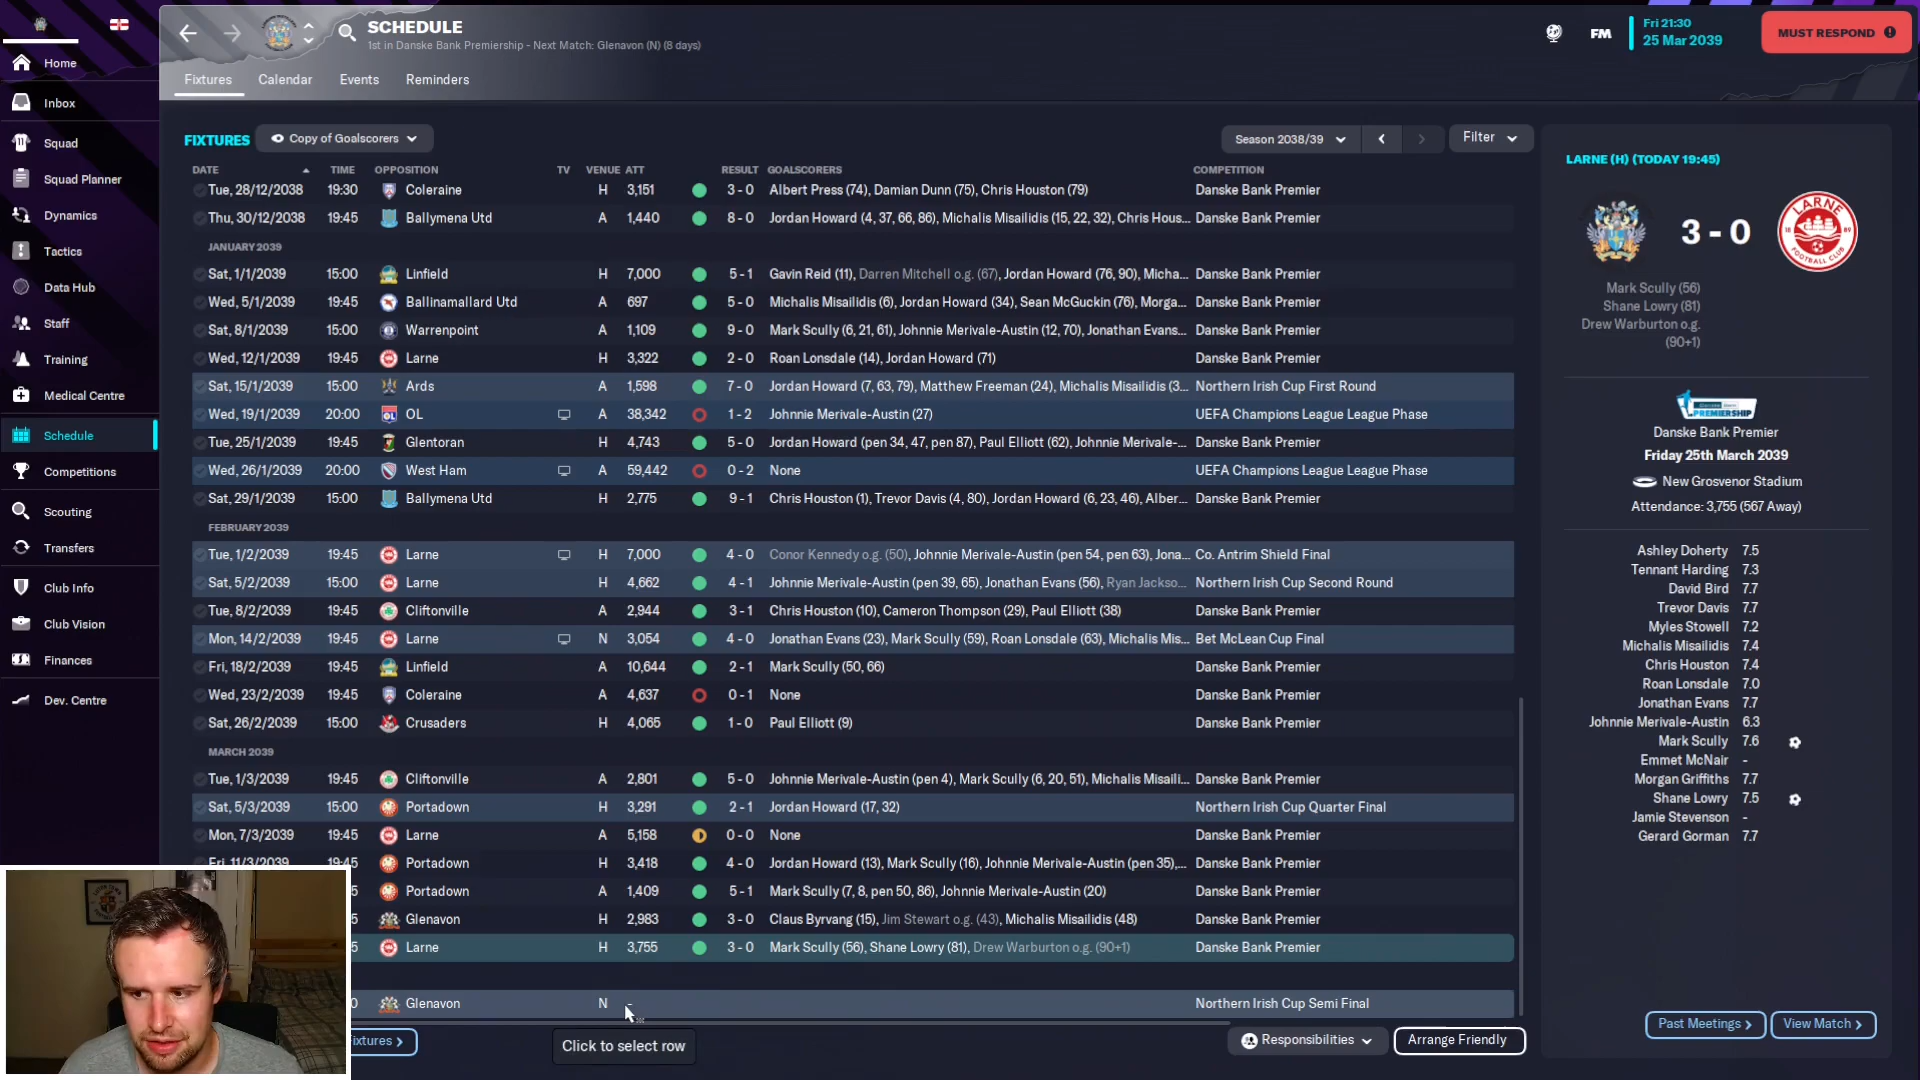 SCHEDULE
1st in Danske Bank Premiership - Next Match: Glenavon (N) (8 days)
FM
Fri 21:30
25 Mar 2039
MUST RESPOND
Fixtures Calendar Events Reminders
Home
Inbox
Squad
Squad Planner
Dynamics
Tactics
Data Hub
Staff
Training
Medical Centre
Schedule
Competitions
Scouting
Transfers
Club Info
Club Vision
Finances
Dev. Centre
FIXTURES Copy of Goalscorers Season 2038/39 Filter
DATE TIME OPPOSITION TV VENUE ATT RESULT GOALSCORERS COMPETITION
Tue, 28/12/2038 19:30 Coleraine H 3,151 3 - 0 Albert Press (74), Damian Dunn (75), Chris Houston (79) Danske Bank Premier
Thu, 30/12/2038 19:45 Ballymena Utd A 1,440 8 - 0 Jordan Howard (4, 37, 66, 86), Michalis Misailidis (15, 22, 32), Chris Hous... Danske Bank Premier
JANUARY 2039
Sat, 1/1/2039 15:00 Linfield H 7,000 5 - 1 Gavin Reid (11), Darren Mitchell o.g. (67), Jordan Howard (76, 90), Micha... Danske Bank Premier
Wed, 5/1/2039 19:45 Ballinamallard Utd A 697 5 - 0 Michalis Misailidis (6), Jordan Howard (34), Sean McGuckin (76), Morga... Danske Bank Premier
Sat, 8/1/2039 15:00 Warrenpoint A 1,109 9 - 0 Mark Scully (6, 21, 61), Johnnie Merivale-Austin (12, 70), Jonathan Evans... Danske Bank Premier
Wed, 12/1/2039 19:45 Larne H 3,322 2 - 0 Roan Lonsdale (14), Jordan Howard (71) Danske Bank Premier
Sat, 15/1/2039 15:00 Ards A 1,598 7 - 0 Jordan Howard (7, 63, 79), Matthew Freeman (24), Michalis Misailidis (3... Northern Irish Cup First Round
Wed, 19/1/2039 20:00 OL A 38,342 1 - 2 Johnnie Merivale-Austin (27) UEFA Champions League League Phase
Tue, 25/1/2039 19:45 Glentoran H 4,743 5 - 0 Jordan Howard (pen 34, 47, pen 87), Paul Elliott (62), Johnnie Merivale-... Danske Bank Premier
Wed, 26/1/2039 20:00 West Ham A 59,442 0 - 2 None UEFA Champions League League Phase
Sat, 29/1/2039 15:00 Ballymena Utd H 2,775 9 - 1 Chris Houston (1), Trevor Davis (4, 80), Jordan Howard (6, 23, 46), Alber... Danske Bank Premier
FEBRUARY 2039
Tue, 1/2/2039 19:45 Larne H 7,000 4 - 0 Conor Kennedy o.g. (50), Johnnie Merivale-Austin (pen 54, pen 63), Jona... Co. Antrim Shield Final
Sat, 5/2/2039 15:00 Larne H 4,662 4 - 1 Johnnie Merivale-Austin (pen 39, 65), Jonathan Evans (56), Ryan Jackso... Northern Irish Cup Second Round
Tue, 8/2/2039 19:45 Cliftonville A 2,944 3 - 1 Chris Houston (10), Cameron Thompson (29), Paul Elliott (38) Danske Bank Premier
Mon, 14/2/2039 19:45 Larne N 3,054 4 - 0 Jonathan Evans (23), Mark Scully (59), Roan Lonsdale (63), Michalis Mis... Bet McLean Cup Final
Fri, 18/2/2039 19:45 Linfield A 10,644 2 - 1 Mark Scully (50, 66) Danske Bank Premier
Wed, 23/2/2039 19:45 Coleraine A 4,637 0 - 1 None Danske Bank Premier
Sat, 26/2/2039 15:00 Crusaders H 4,065 1 - 0 Paul Elliott (9) Danske Bank Premier
MARCH 2039
Tue, 1/3/2039 19:45 Cliftonville A 2,801 5 - 0 Johnnie Merivale-Austin (pen 4), Mark Scully (6, 20, 51), Michalis Misaili... Danske Bank Premier
Sat, 5/3/2039 15:00 Portadown H 3,291 2 - 1 Jordan Howard (17, 32) Northern Irish Cup Quarter Final
Mon, 7/3/2039 19:45 Larne A 5,158 0 - 0 None Danske Bank Premier
Fri, 11/3/2039 19:45 Portadown H 3,418 4 - 0 Jordan Howard (13), Mark Scully (16), Johnnie Merivale-Austin (pen 35),... Danske Bank Premier
5 Portadown A 1,409 5 - 1 Mark Scully (7, 8, pen 50, 86), Johnnie Merivale-Austin (20) Danske Bank Premier
5 Glenavon H 2,983 3 - 0 Claus Byrvang (15), Jim Stewart o.g. (43), Michalis Misailidis (48) Danske Bank Premier
5 Larne H 3,755 3 - 0 Mark Scully (56), Shane Lowry (81), Drew Warburton o.g. (90+1) Danske Bank Premier
0 Glenavon N - Northern Irish Cup Semi Final
ixtures
Click to select row
Responsibilities
Arrange Friendly
LARNE (H) (TODAY 19:45)
3 - 0
LARNE
FOOTBALL CLUB
Mark Scully (56)
Shane Lowry (81)
Drew Warburton o.g.
(90+1)
PREMIERSHIP
Danske Bank Premier
Friday 25th March 2039
New Grosvenor Stadium
Attendance: 3,755 (567 Away)
Ashley Doherty 7.5
Tennant Harding 7.3
David Bird 7.7
Trevor Davis 7.7
Myles Stowell 7.2
Michalis Misailidis 7.4
Chris Houston 7.4
Roan Lonsdale 7.0
Jonathan Evans 7.7
Johnnie Merivale-Austin 6.3
Mark Scully 7.6
Emmet McNair -
Morgan Griffiths 7.7
Shane Lowry 7.5
Jamie Stevenson -
Gerard Gorman 7.7
Past Meetings
View Match